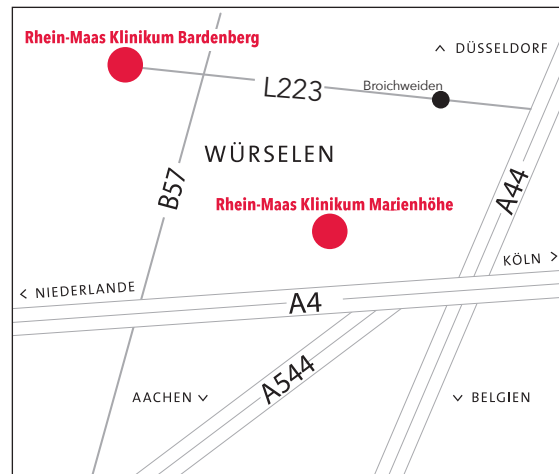 Rhein-Maas Klinikum Bardenberg
^ DÜSSELDORF
L223
Broichweiden
WÜRSELEN
B57
A44
Rhein-Maas Klinikum Marienhöhe
KÖLN >
< NIEDERLANDE
A4
A544
AACHEN ˅
˅ BELGIEN